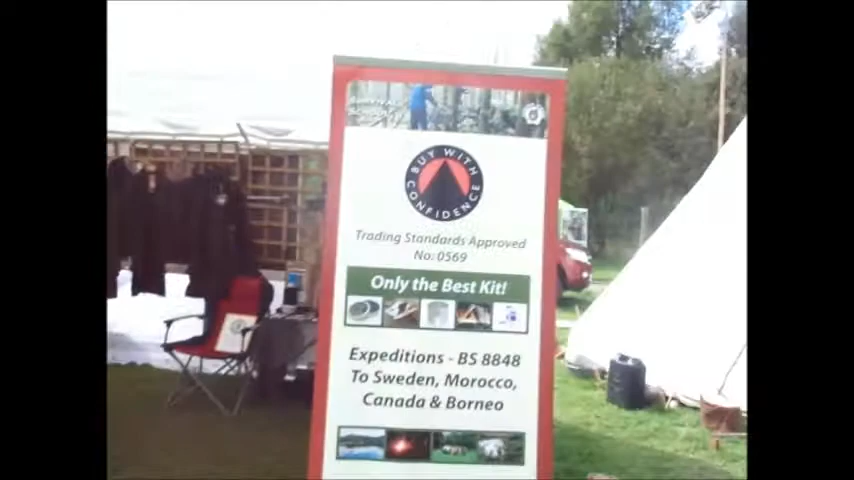 BUY WITH
CONFIDENCE
Trading Standards Approved
No: 0569
Only the Best Kit!
Expeditions - BS 8848
To Sweden, Morocco,
Canada & Borneo